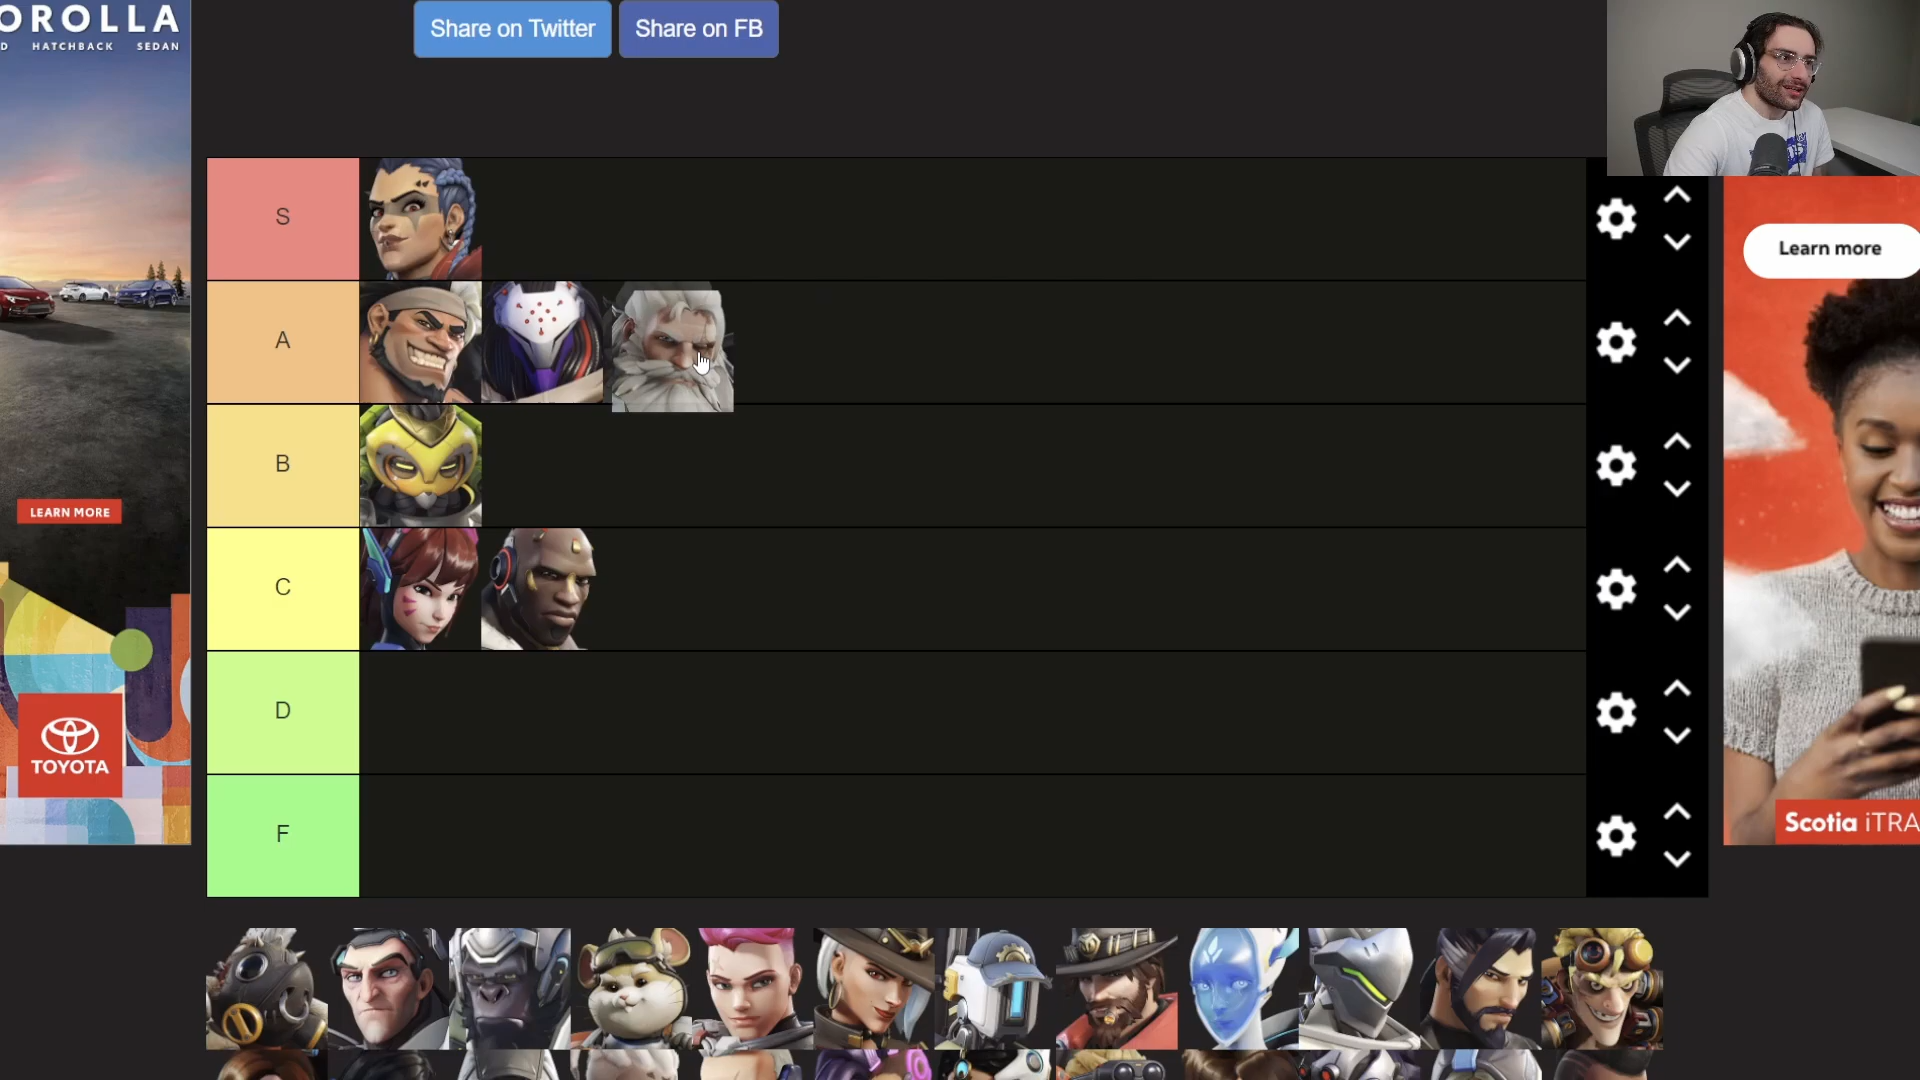 OROLLA
D HATCHBACK SEDAN
Share on Twitter
Share on FB
S
A
B
C
D
F
LEARN MORE
TOYOTA
Learn more
Scotia iTRA